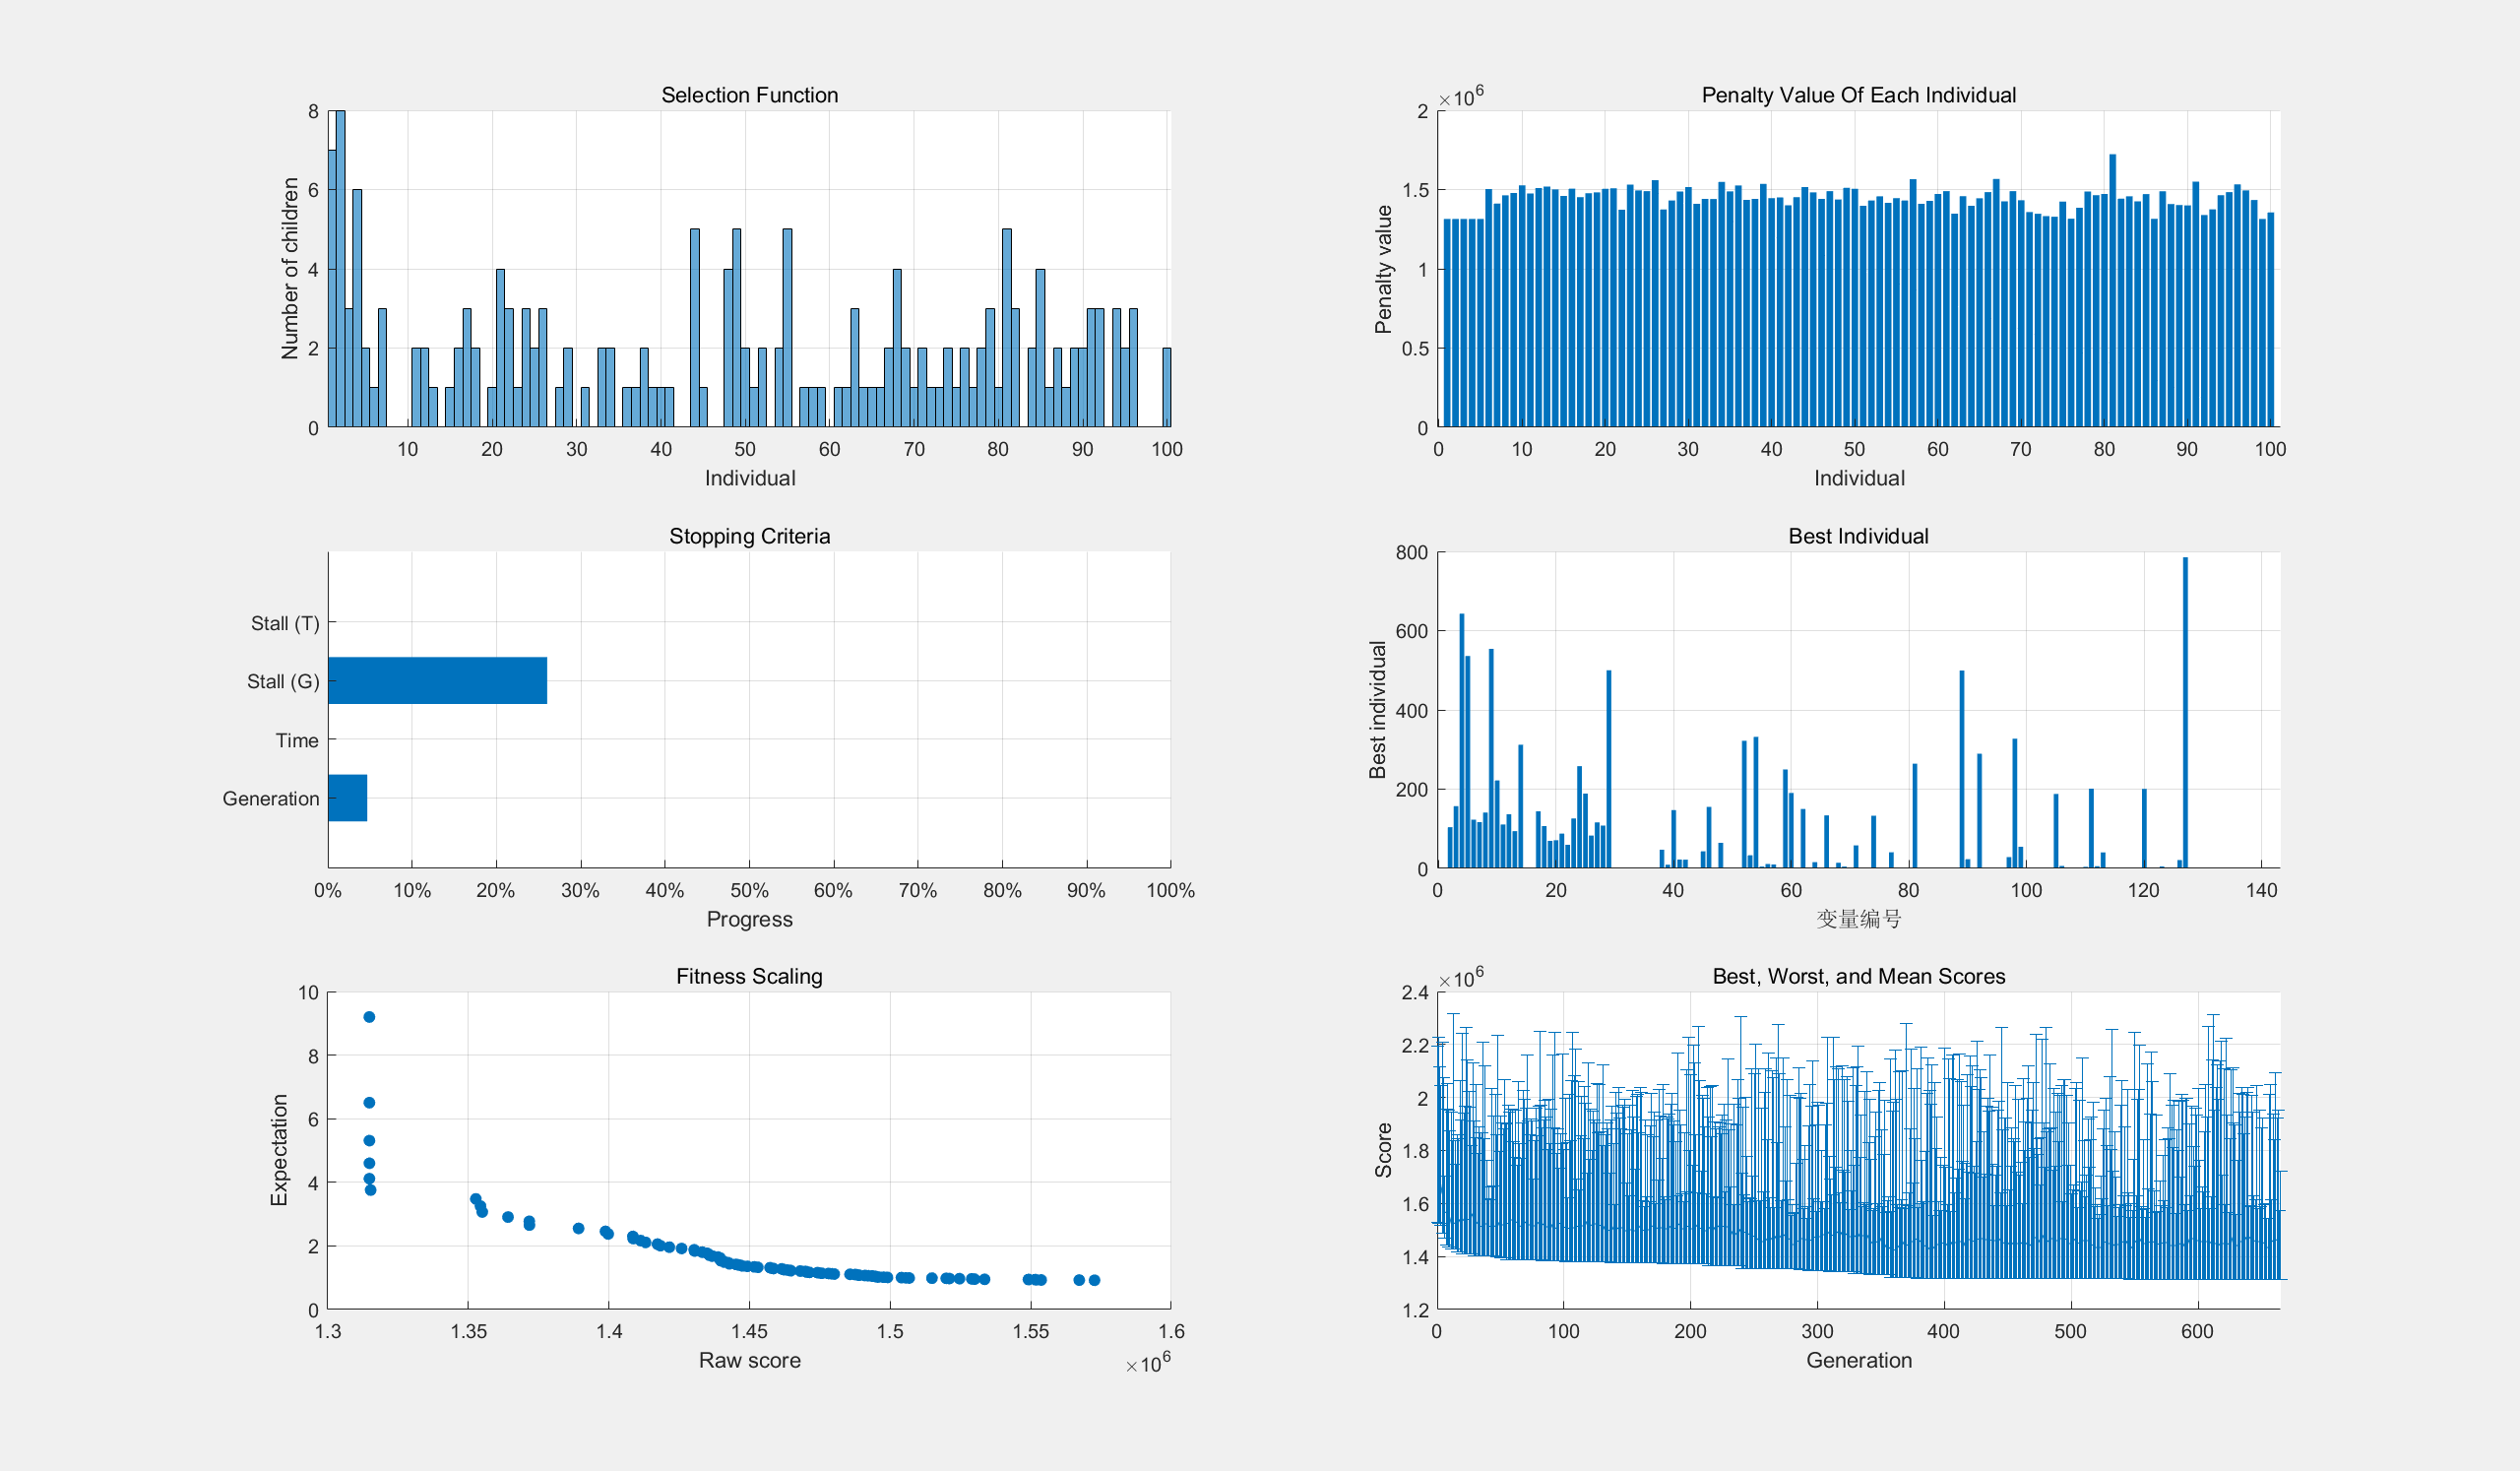 Selection Function
8
6
4
2
0
Number of children
10 20 30 40 50 60 70 80 90 100
Individual
Penalty Value Of Each Individual
×10^6
2
1.5
1
0.5
0
Penalty value
0 10 20 30 40 50 60 70 80 90 100
Individual
Stopping Criteria
Stall (T)
Stall (G)
Time
Generation
0% 10% 20% 30% 40% 50% 60% 70% 80% 90% 100%
Progress
Best Individual
800
600
400
200
0
Best individual
0 20 40 60 80 100 120 140
变量编号
Fitness Scaling
10
8
6
4
2
0
Expectation
1.3 1.35 1.4 1.45 1.5 1.55 1.6
Raw score
×10^6
Best, Worst, and Mean Scores
×10^6
2.4
2.2
2
1.8
1.6
1.4
1.2
Score
0 100 200 300 400 500 600
Generation